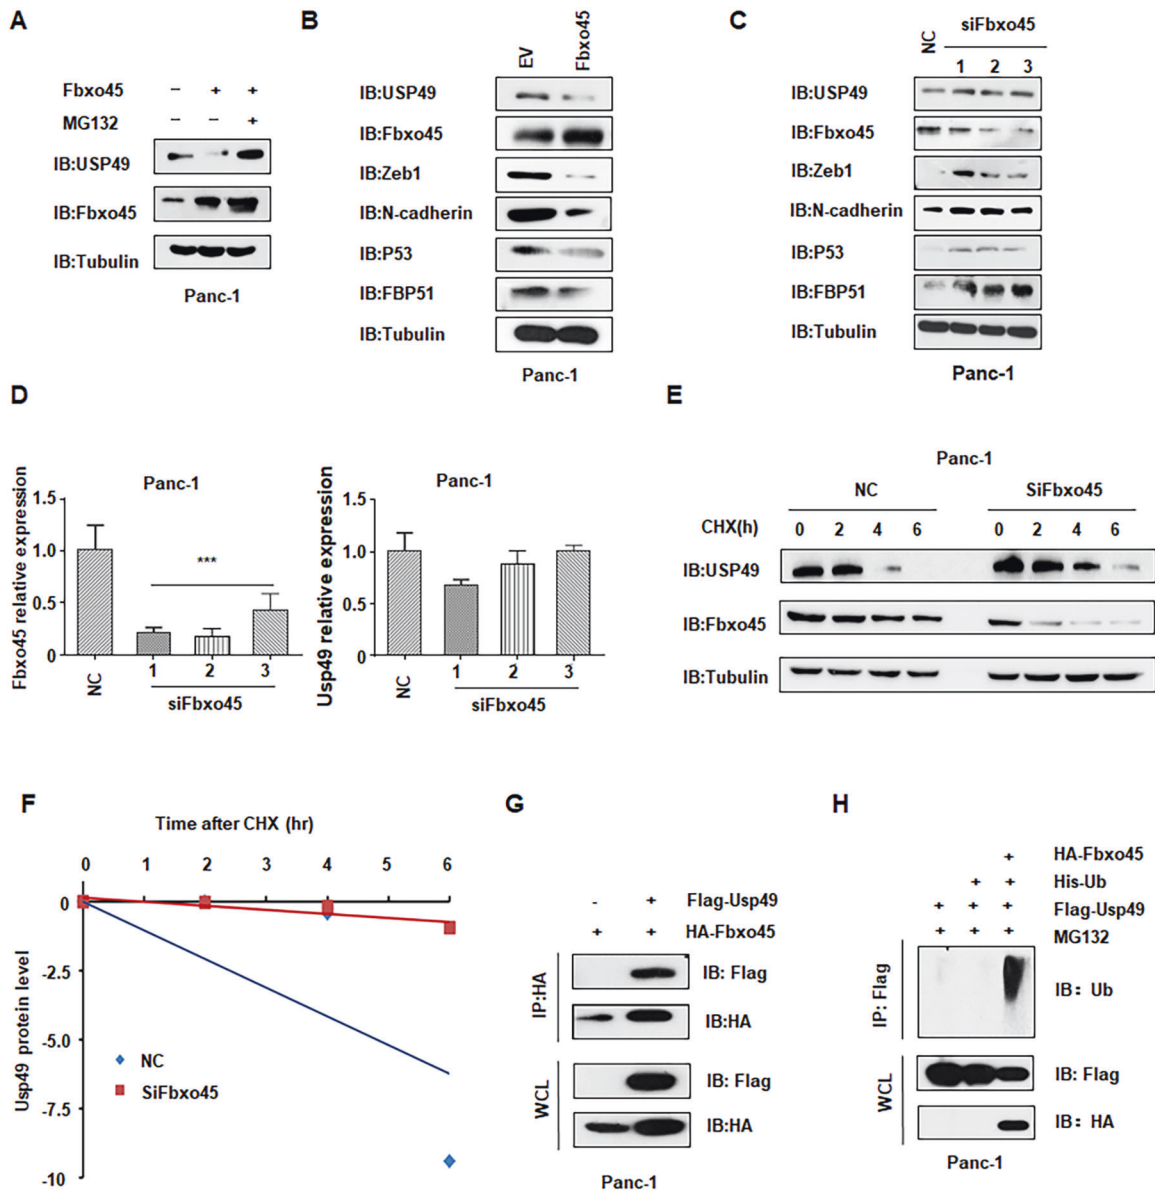 A
Fbxo45 – + +
MG132 – – +
IB:USP49
IB:Fbxo45
IB:Tubulin
Panc-1
B
EV Fbxo45
IB:USP49
IB:Fbxo45
IB:Zeb1
IB:N-cadherin
IB:P53
IB:FBP51
IB:Tubulin
Panc-1
C
NC siFbxo45
1 2 3
IB:USP49
IB:Fbxo45
IB:Zeb1
IB:N-cadherin
IB:P53
IB:FBP51
IB:Tubulin
Panc-1
D
Panc-1
Fbxo45 relative expression
1.5
1.0
0.5
0
***
NC 1 2 3
siFbxo45
Panc-1
Usp49 relative expression
1.5
1.0
0.5
0
NC 1 2 3
siFbxo45
E
Panc-1
NC SiFbxo45
CHX(h) 0 2 4 6 0 2 4 6
IB:USP49
IB:Fbxo45
IB:Tubulin
F
Time after CHX (hr)
0 1 2 3 4 5 6
Usp49 protein level
0
-2.5
-5.0
-7.5
-10
NC
SiFbxo45
G
- + Flag-Usp49
+ + HA-Fbxo45
IP:HA
IB: Flag
IB:HA
WCL
IB: Flag
IB:HA
Panc-1
H
+ HA-Fbxo45
+ + His-Ub
+ + + Flag-Usp49
+ + + MG132
IP: Flag
IB: Ub
WCL
IB: Flag
IB: HA
Panc-1